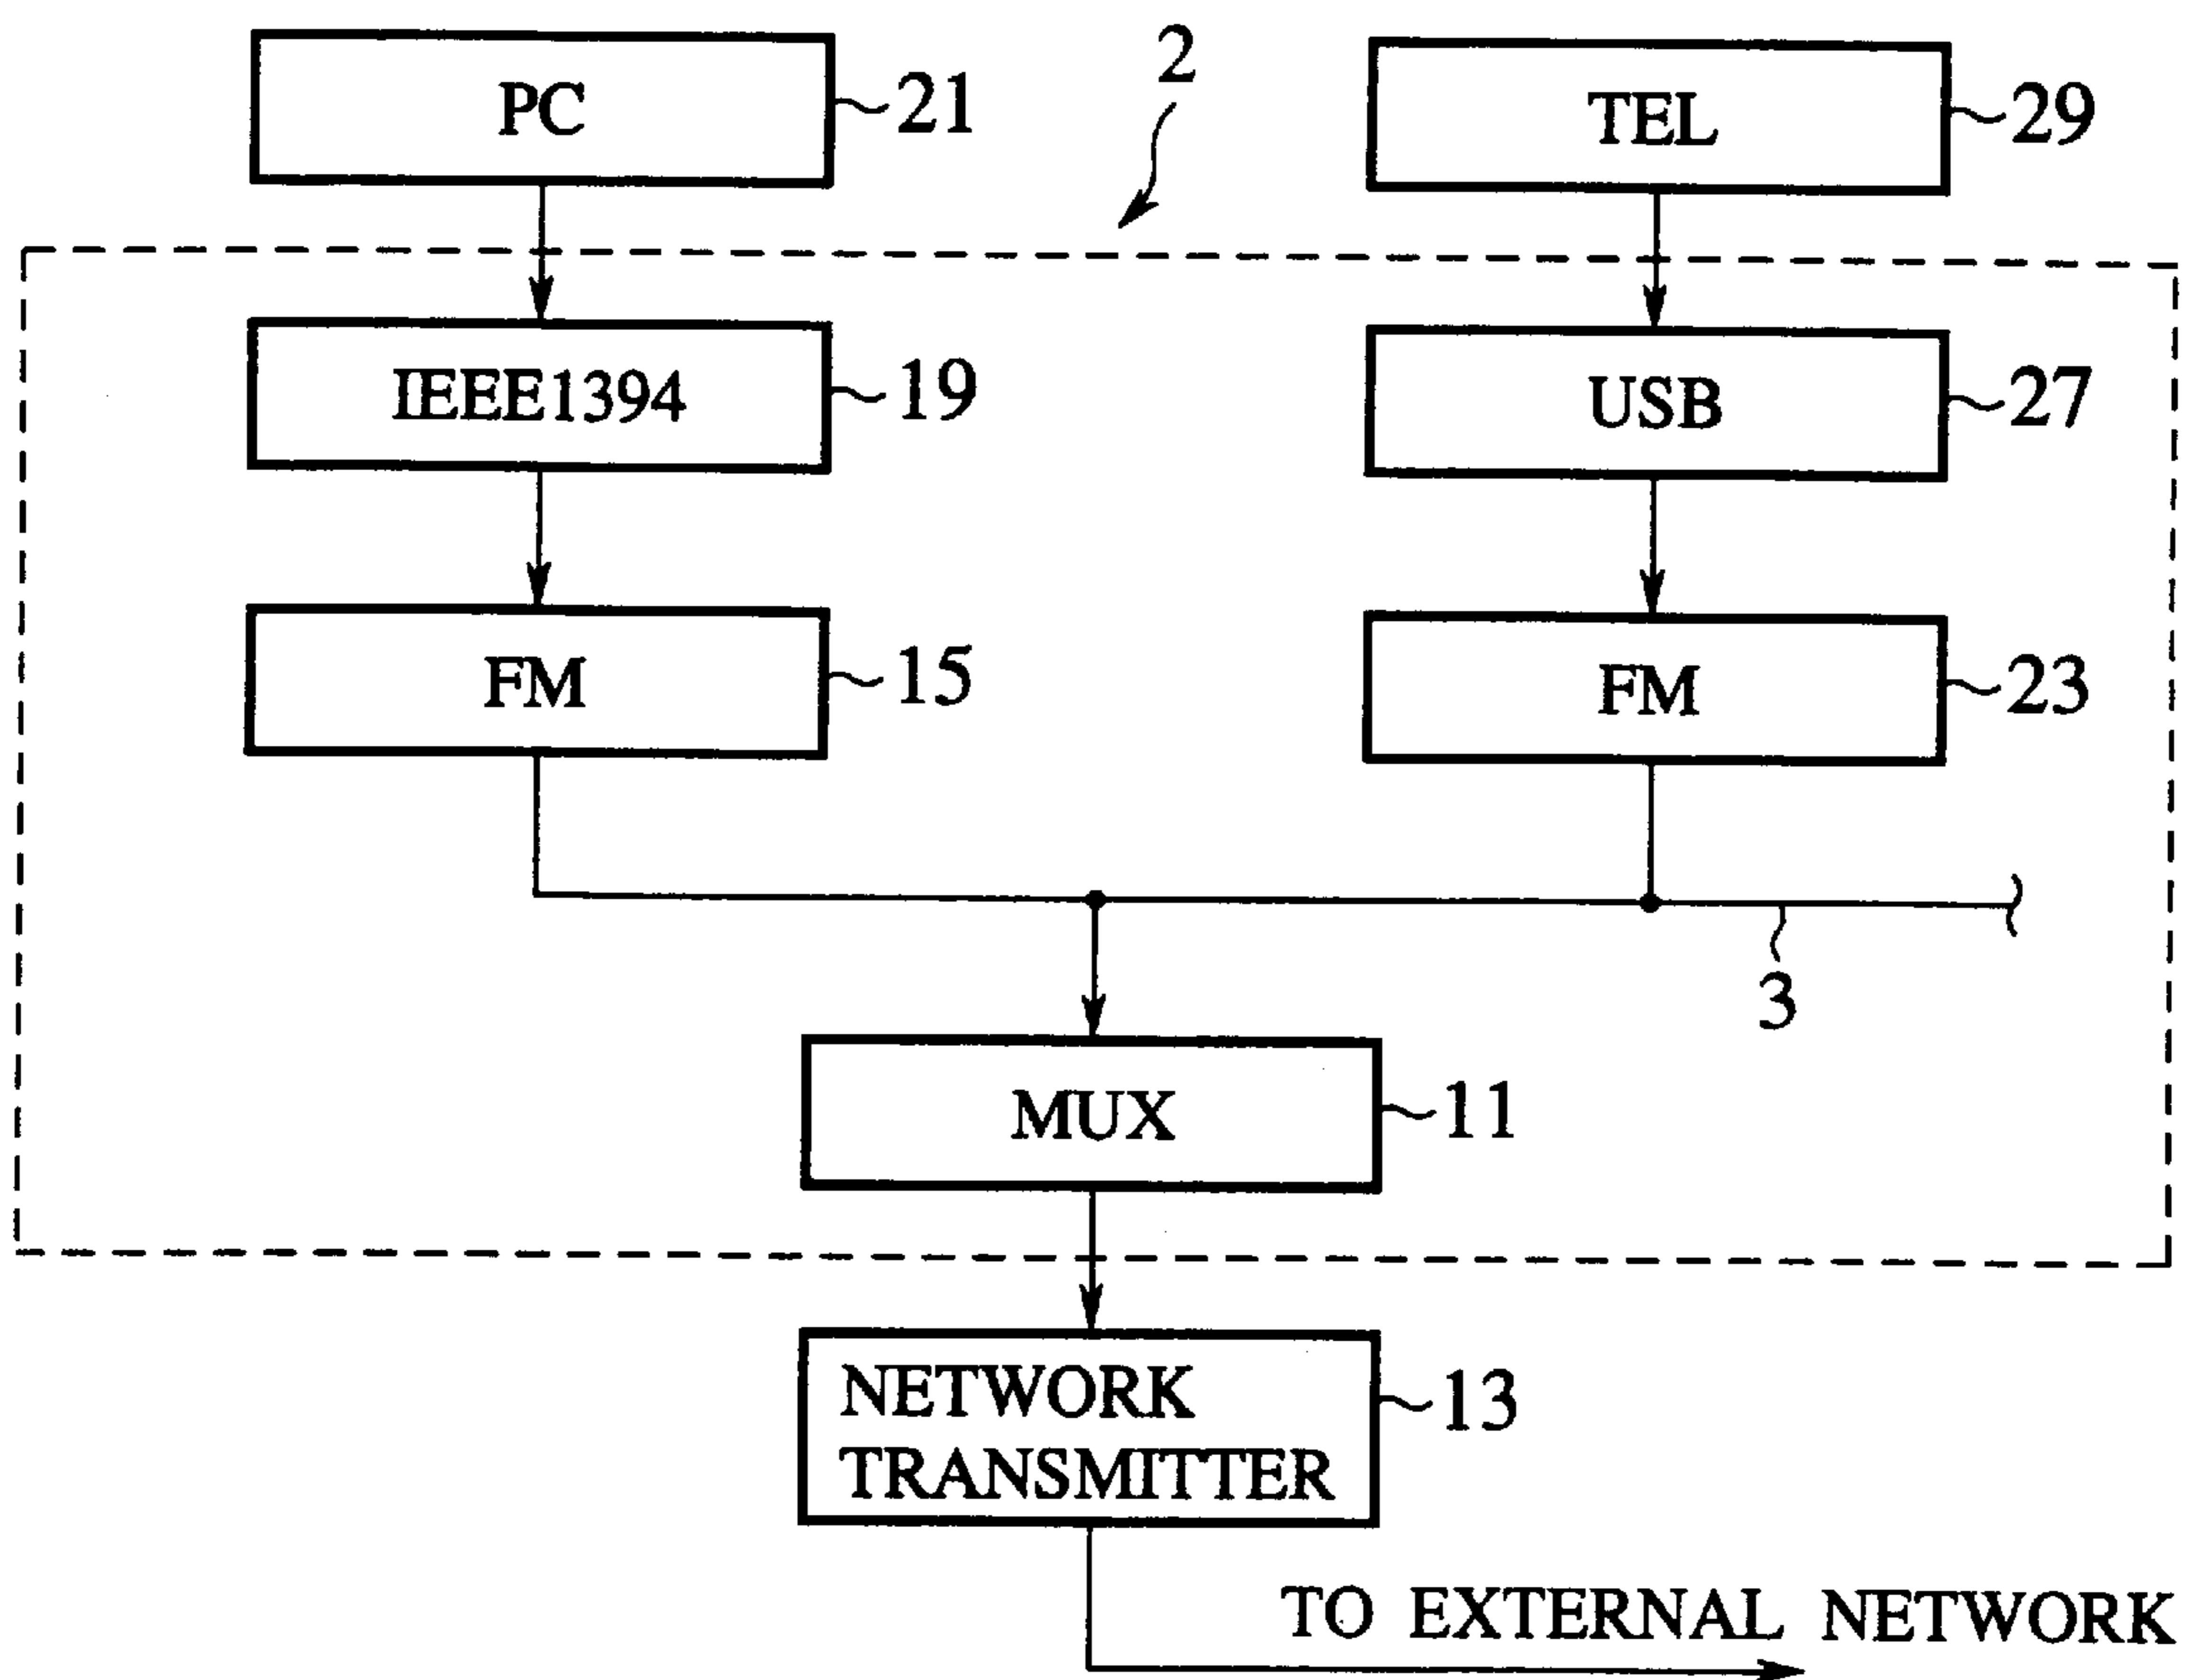 PC
21
2
TEL
29
IEEE1394
19
USB
27
FM
15
FM
23
3
MUX
11
NETWORK
TRANSMITTER
13
TO EXTERNAL NETWORK